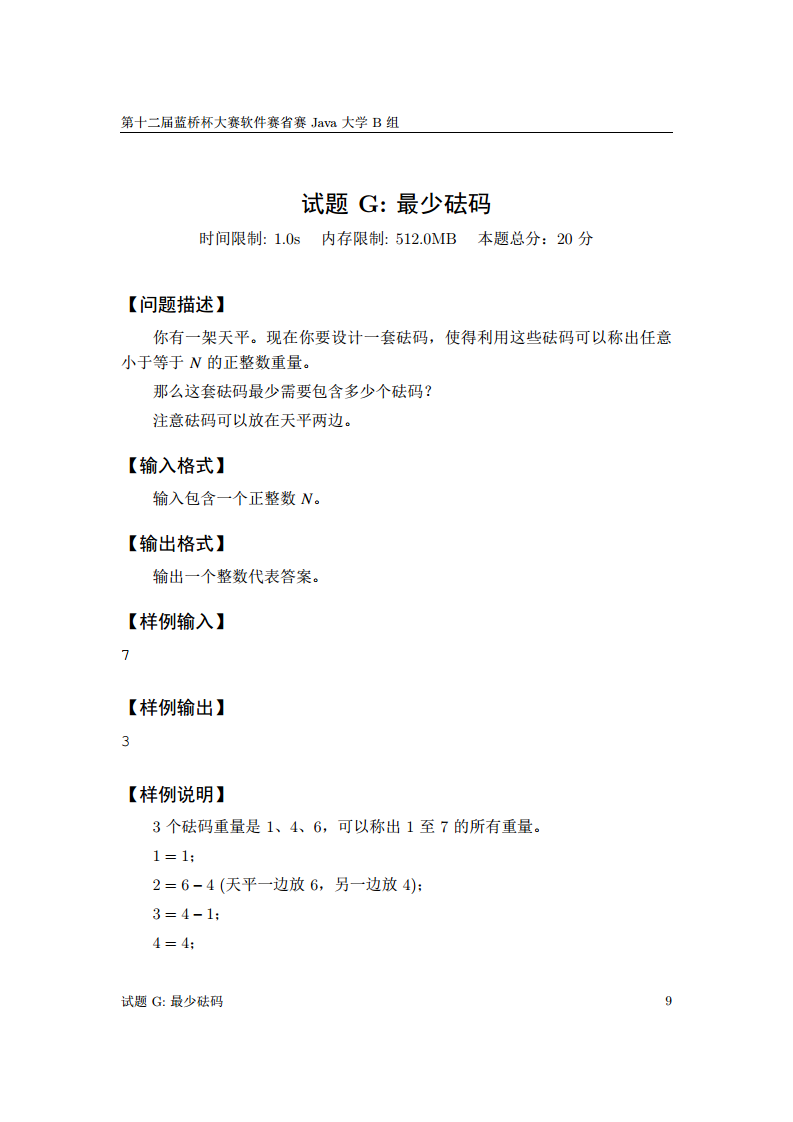 第十二届蓝桥杯大赛软件赛省赛 Java 大学 B 组
试题 G: 最少砝码
时间限制: 1.0s 内存限制: 512.0MB 本题总分：20 分
【问题描述】
你有一架天平。现在你要设计一套砝码，使得利用这些砝码可以称出任意
小于等于 N 的正整数重量。
那么这套砝码最少需要包含多少个砝码？
注意砝码可以放在天平两边。
【输入格式】
输入包含一个正整数 N。
【输出格式】
输出一个整数代表答案。
【样例输入】
7
【样例输出】
3
【样例说明】
3 个砝码重量是 1、4、6，可以称出 1 至 7 的所有重量。
1 = 1；
2 = 6 − 4 (天平一边放 6，另一边放 4)；
3 = 4 − 1；
4 = 4；
试题 G: 最少砝码 9